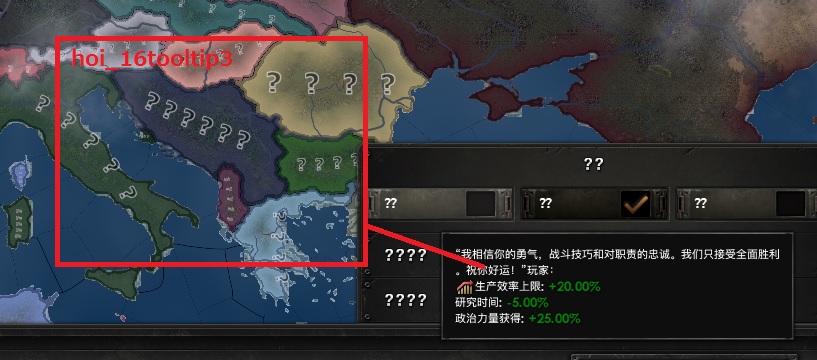 hoi_16tooltip3
? ? ? ?
? ?
? ? ? ? ? ?
? ? ? ?
? ? ? ?
??
??
??
??
????
????
“我相信你的勇气，战斗技巧和对职责的忠诚。我们只接受全面胜利
。祝你好运！”玩家：
生产效率上限: +20.00%
研究时间: -5.00%
政治力量获得: +25.00%